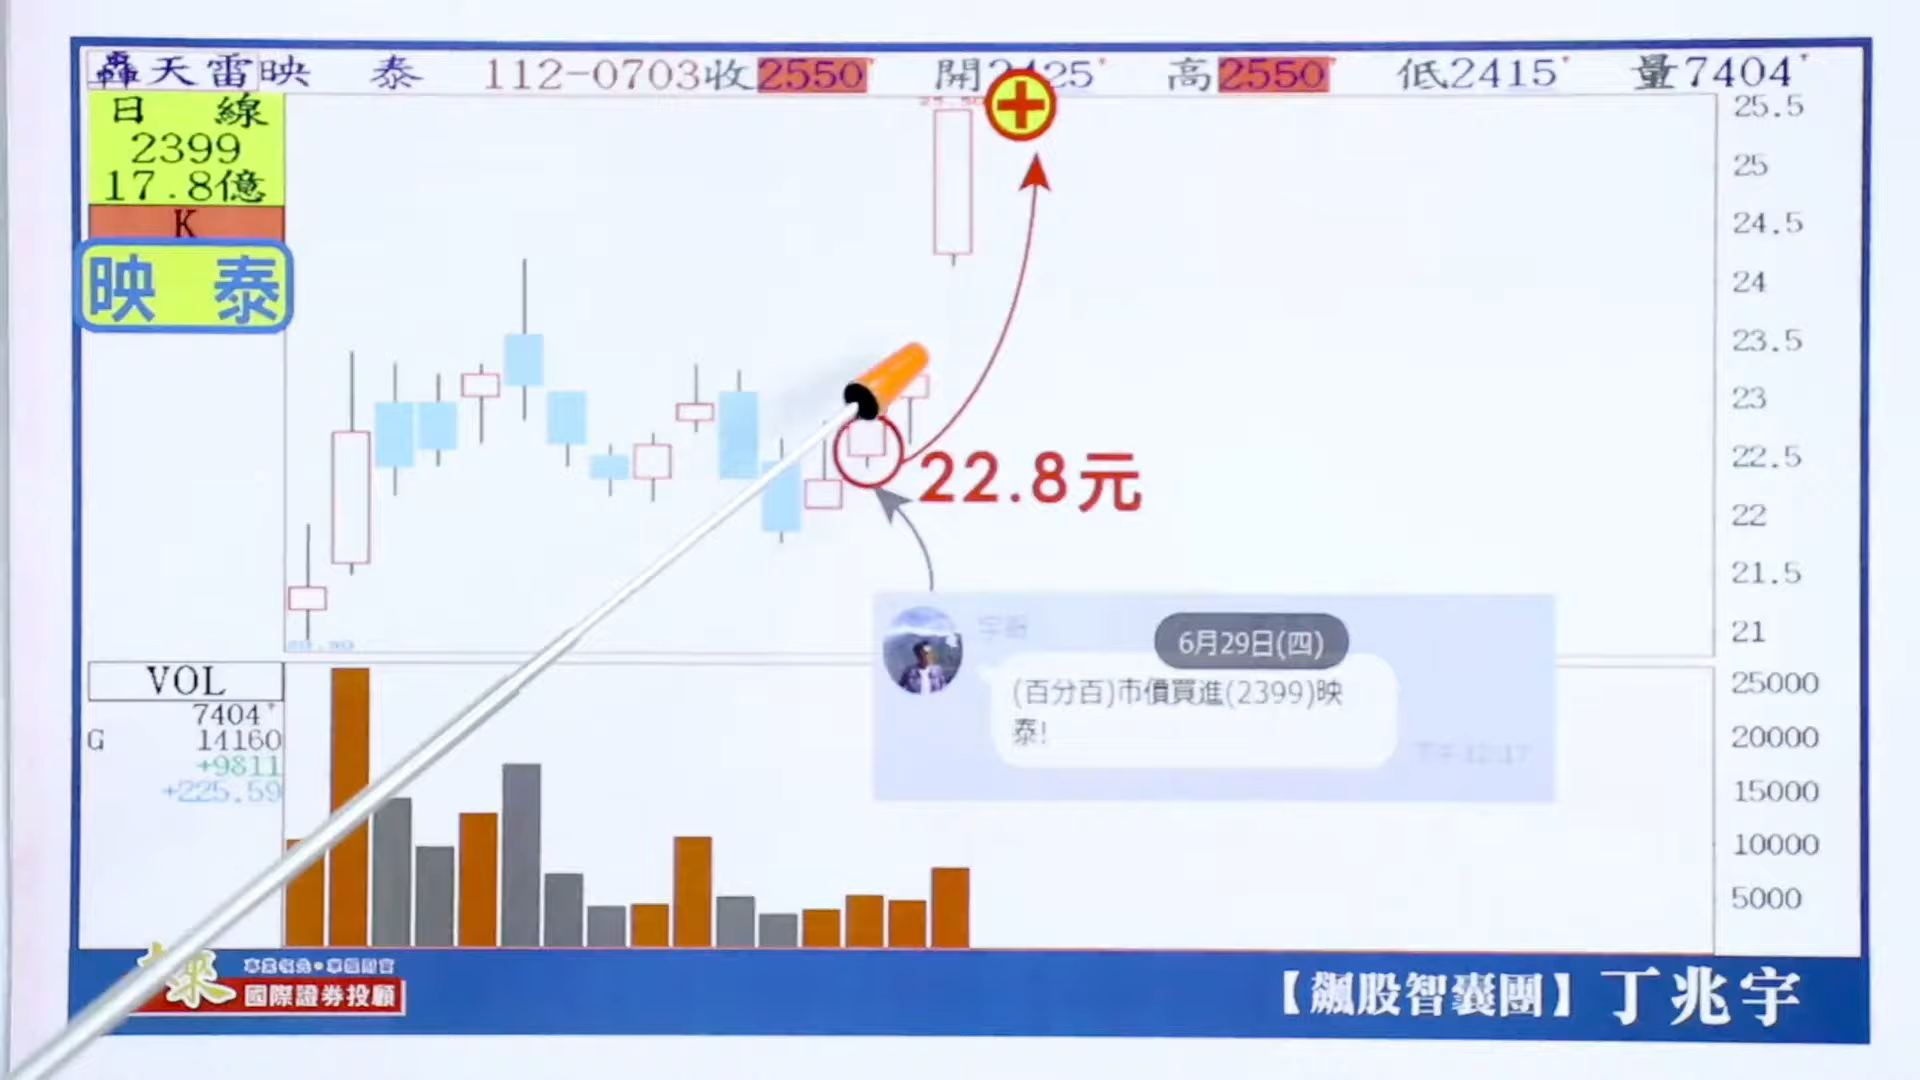 轟天雷映 泰 112-0703收2550 開2425 高2550 低2415 量7404
日 線
2399
17.8億
K
映 泰
25.5
25
24.5
24
23.5
23
22.5
22
21.5
21
22.8元
6月29日(四)
(百分百)市價買進(2399)映
泰!
VOL
7404
G 14160
+9811
+225.59
25000
20000
15000
10000
5000
國際證券投顧
【飆股智囊團】丁兆宇